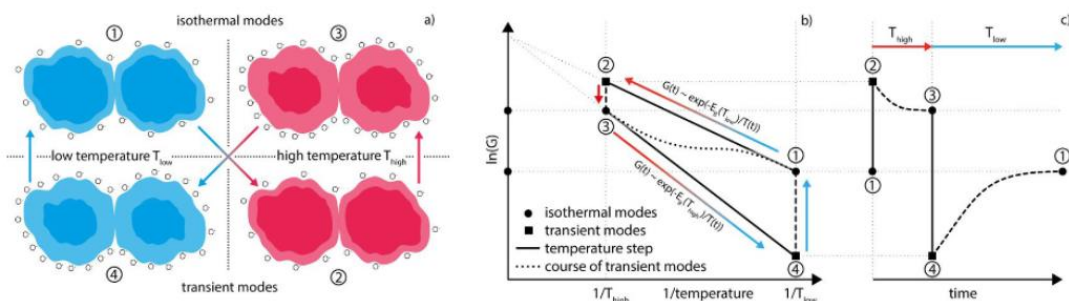 isothermal modes
a)
①
③
low temperature T_low
high temperature T_high
④
②
transient modes
b)
②
G(t) ~ exp(-E_B(T_low)/T(t))
③
①
ln(G)
G(t) ~ exp(-E_B(T_high)/T(t))
isothermal modes
transient modes
temperature step
course of transient modes
④
1/T_high
1/temperature
1/T_low
c)
T_high
T_low
②
③
①
①
④
time